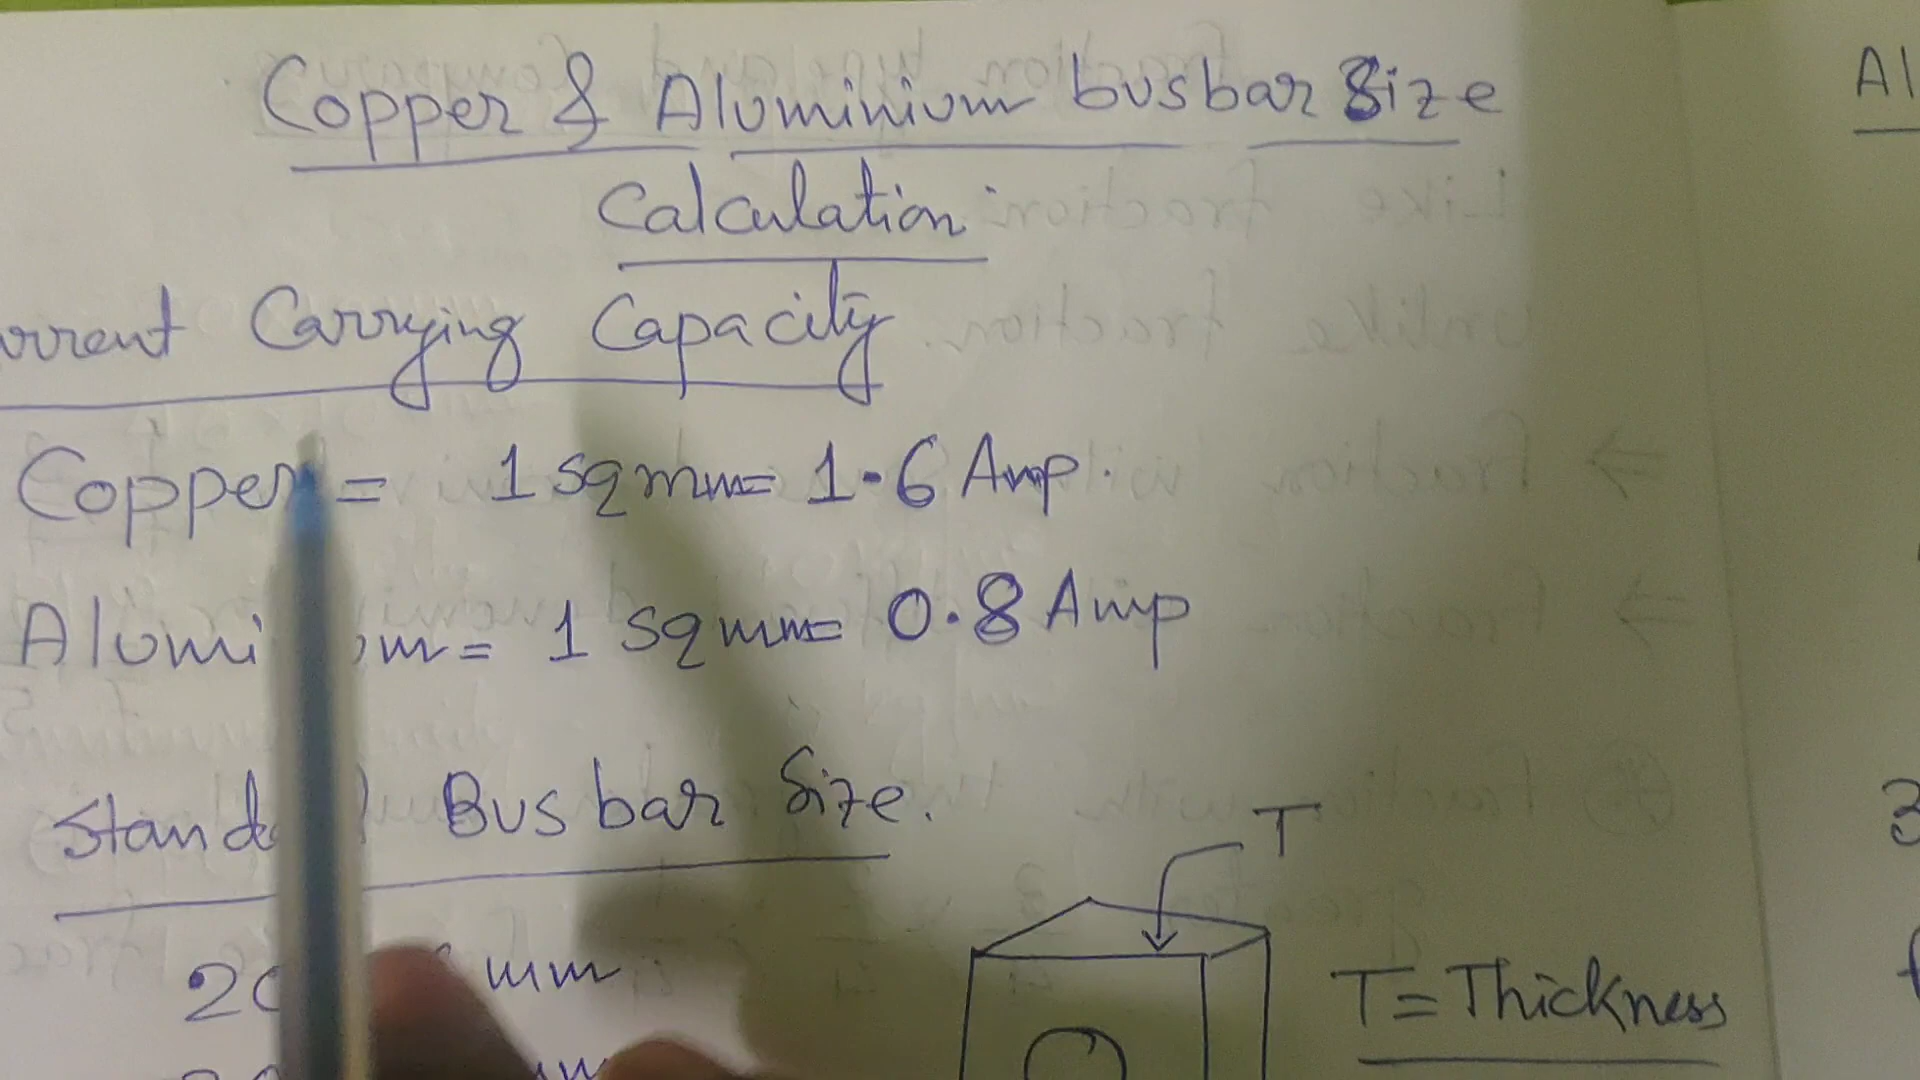 Copper & Aluminium busbar Size
Calculation
Carrying Capacity
Copper = 1 sqmm = 1.6 Amp.
= 1 sqmm = 0.8 Amp
Bus bar Size.
T
mm
T = Thickness
Al
3